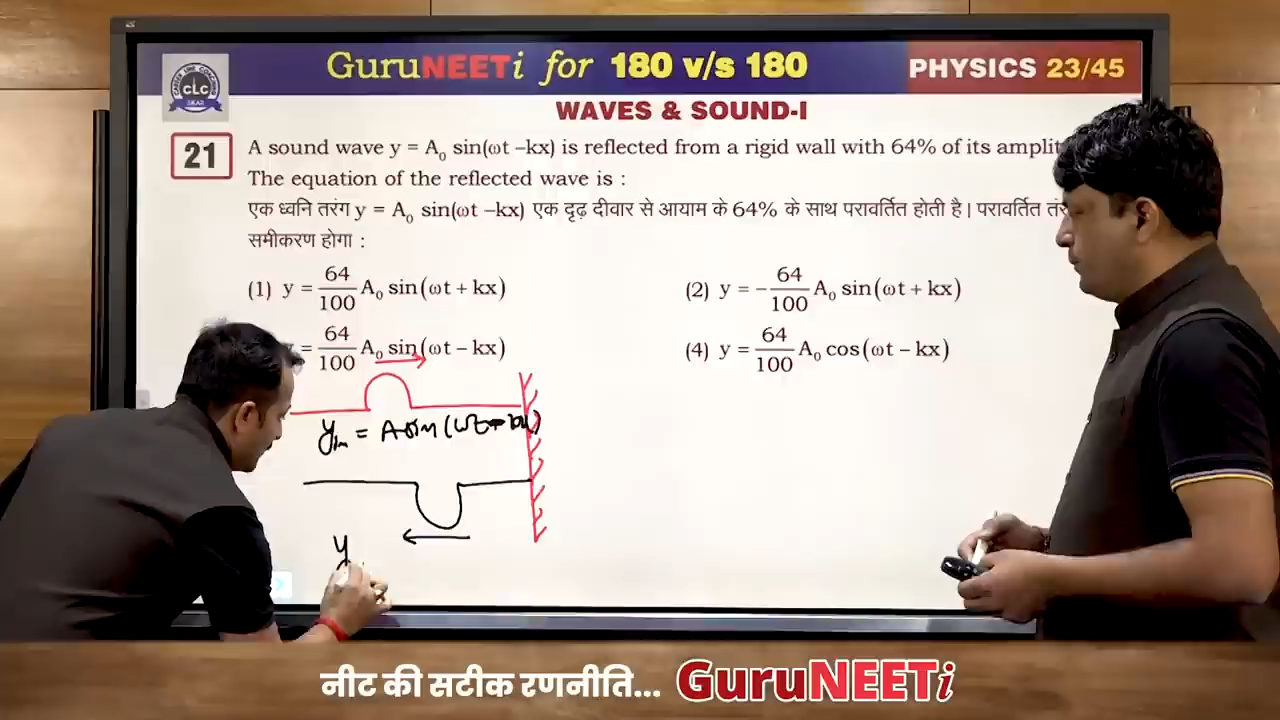 GuruNEETi for 180 v/s 180
PHYSICS 23/45
CLC
SIKAR
WAVES & SOUND-I
21
A sound wave y = A₀ sin(ωt –kx) is reflected from a rigid wall with 64% of its
The equation of the reflected wave is :
एक ध्वनि तरंग y = A₀ sin(ωt –kx) एक दृढ़ दीवार से आयाम के 64% के साथ परावर्तित होती है। परावर्तित
समीकरण होगा :
(1) y = 64/100 A₀ sin(ωt + kx)
(2) y = - 64/100 A₀ sin(ωt + kx)
= 64/100 A₀ sin(ωt − kx)
(4) y = 64/100 A₀ cos(ωt − kx)
y = A sin (ωt
y
नीट की सटीक रणनीति... GuruNEETi